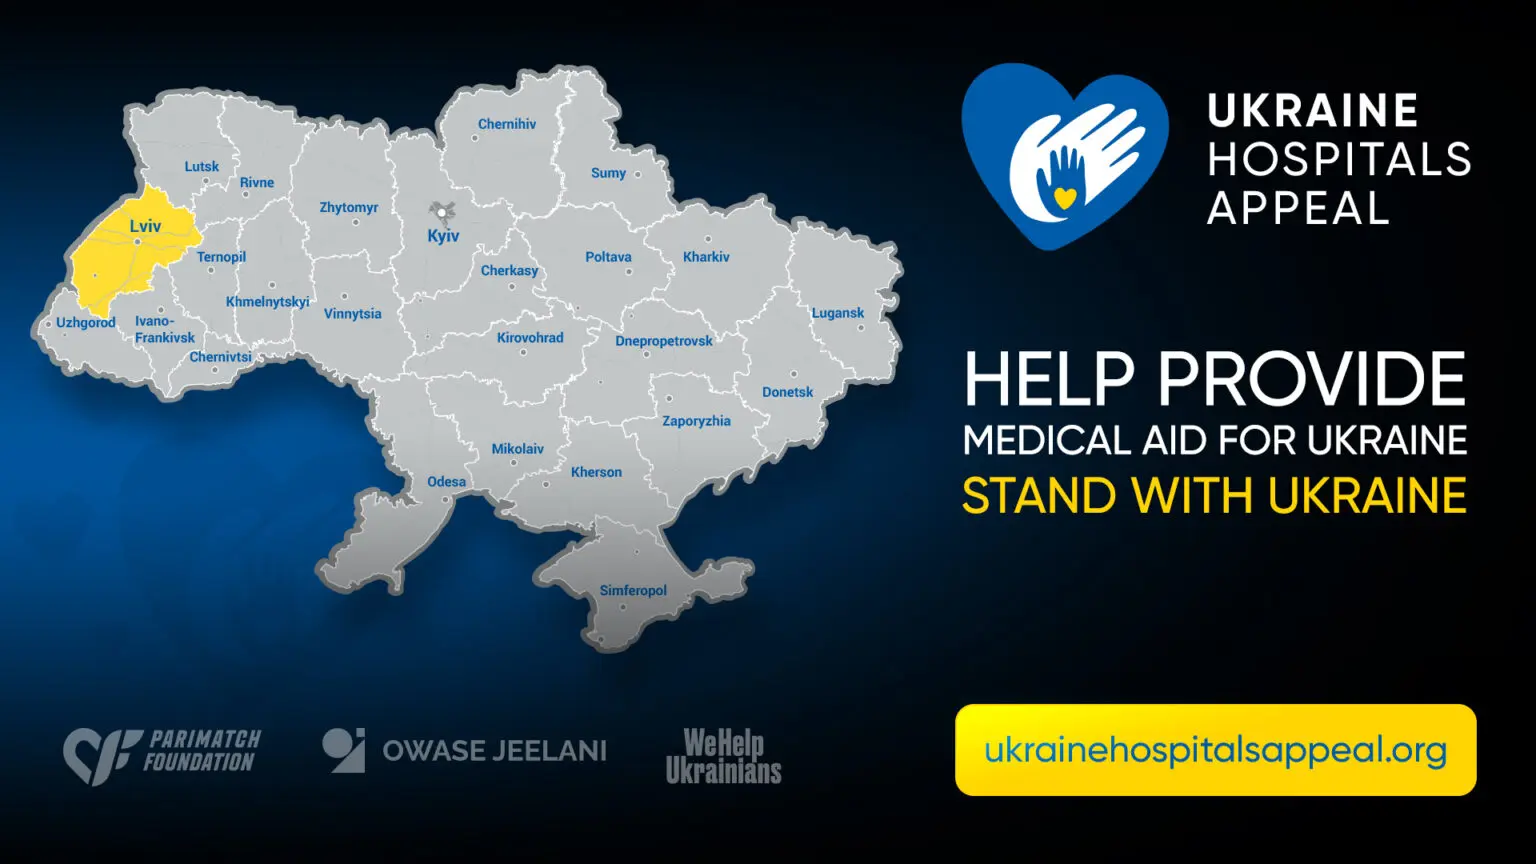 Chernihiv
Lutsk
Rivne
Sumy
Zhytomyr
Lviv
Kyiv
Ternopil
Cherkasy
Poltava
Kharkiv
Khmelnytskyi
Vinnytsia
Lugansk
Uzhgorod
Ivano-
Frankivsk
Kirovohrad
Dnepropetrovsk
Chernivtsi
Donetsk
Zaporyzhia
Mikolaiv
Kherson
Odesa
Simferopol
UKRAINE
HOSPITALS
APPEAL
HELP PROVIDE
MEDICAL AID FOR UKRAINE
STAND WITH UKRAINE
PARIMATCH
FOUNDATION
OWASE JEELANI
WeHelp
Ukrainians
ukrainehospitalsappeal.org